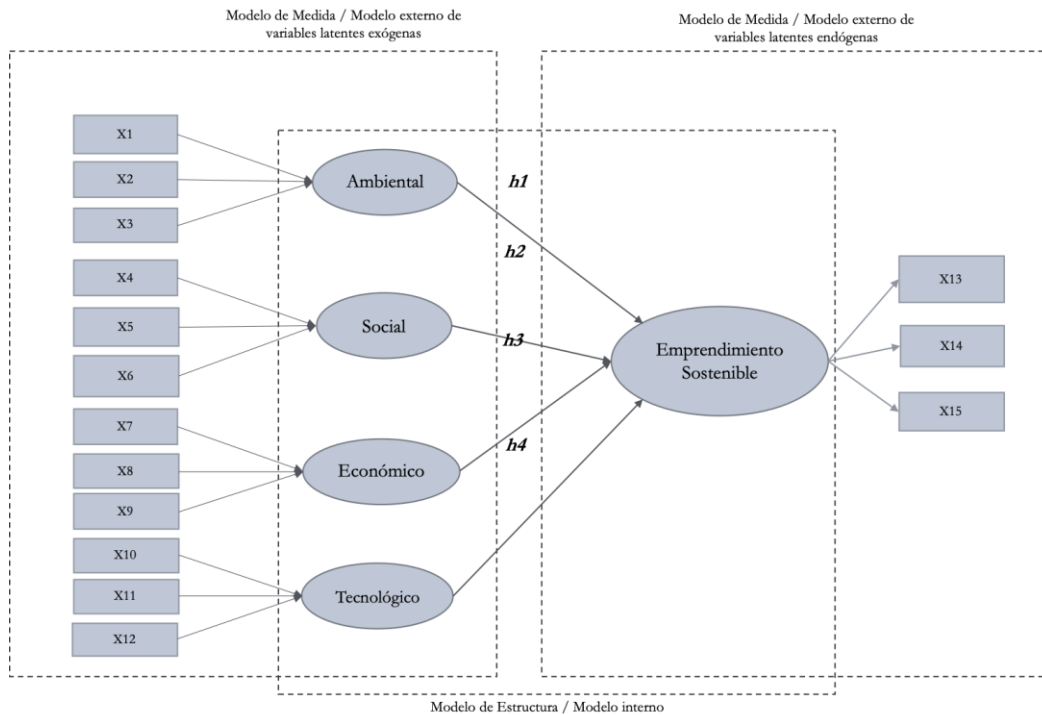 Modelo de Medida / Modelo externo de
variables latentes exógenas
Modelo de Medida / Modelo externo de
variables latentes endógenas
X1
X2
X3
X4
X5
X6
X7
X8
X9
X10
X11
X12
Ambiental
Social
Económico
Tecnológico
h1
h2
h3
h4
Emprendimiento
Sostenible
X13
X14
X15
Modelo de Estructura / Modelo interno